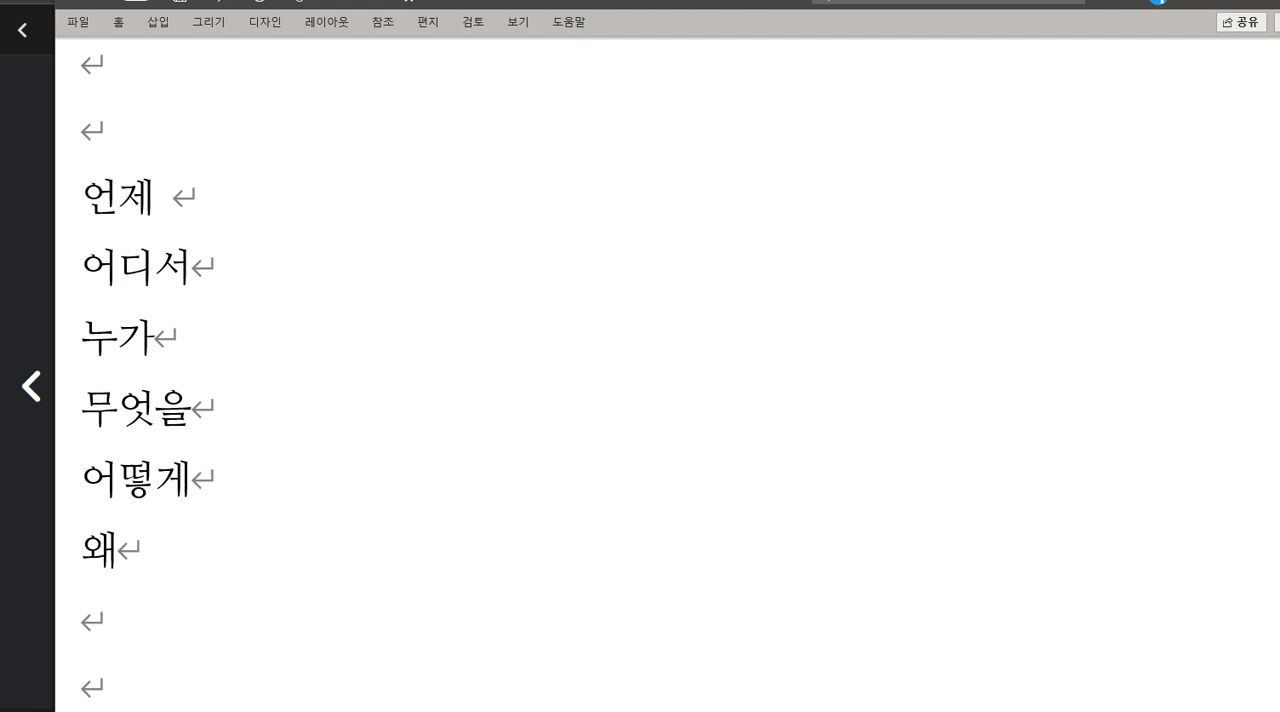 파일 홈 삽입 그리기 디자인 레이아웃 참조 편지 검토 보기 도움말 공유
언제
어디서
누가
무엇을
어떻게
왜